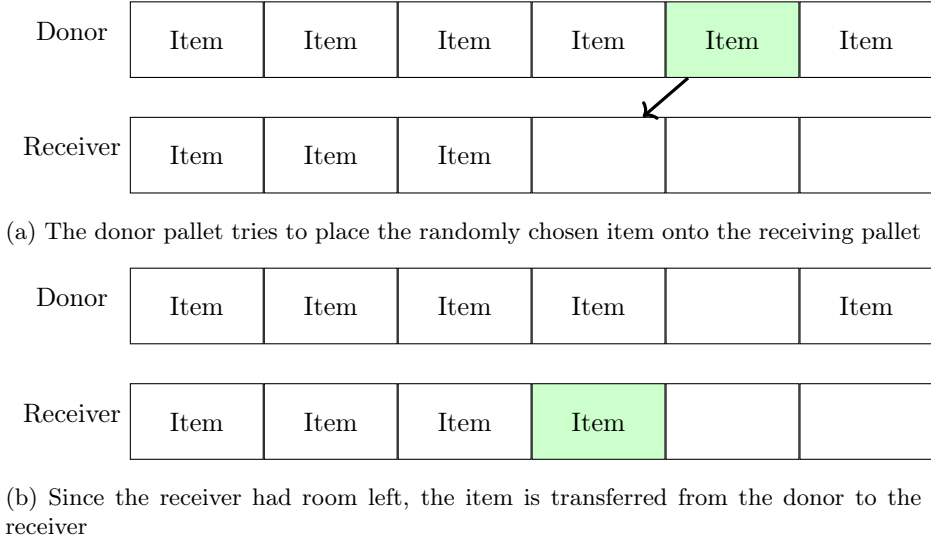 Donor Item Item Item Item Item Item
Receiver Item Item Item
(a) The donor pallet tries to place the randomly chosen item onto the receiving pallet
Donor Item Item Item Item Item
Receiver Item Item Item Item
(b) Since the receiver had room left, the item is transferred from the donor to the
receiver